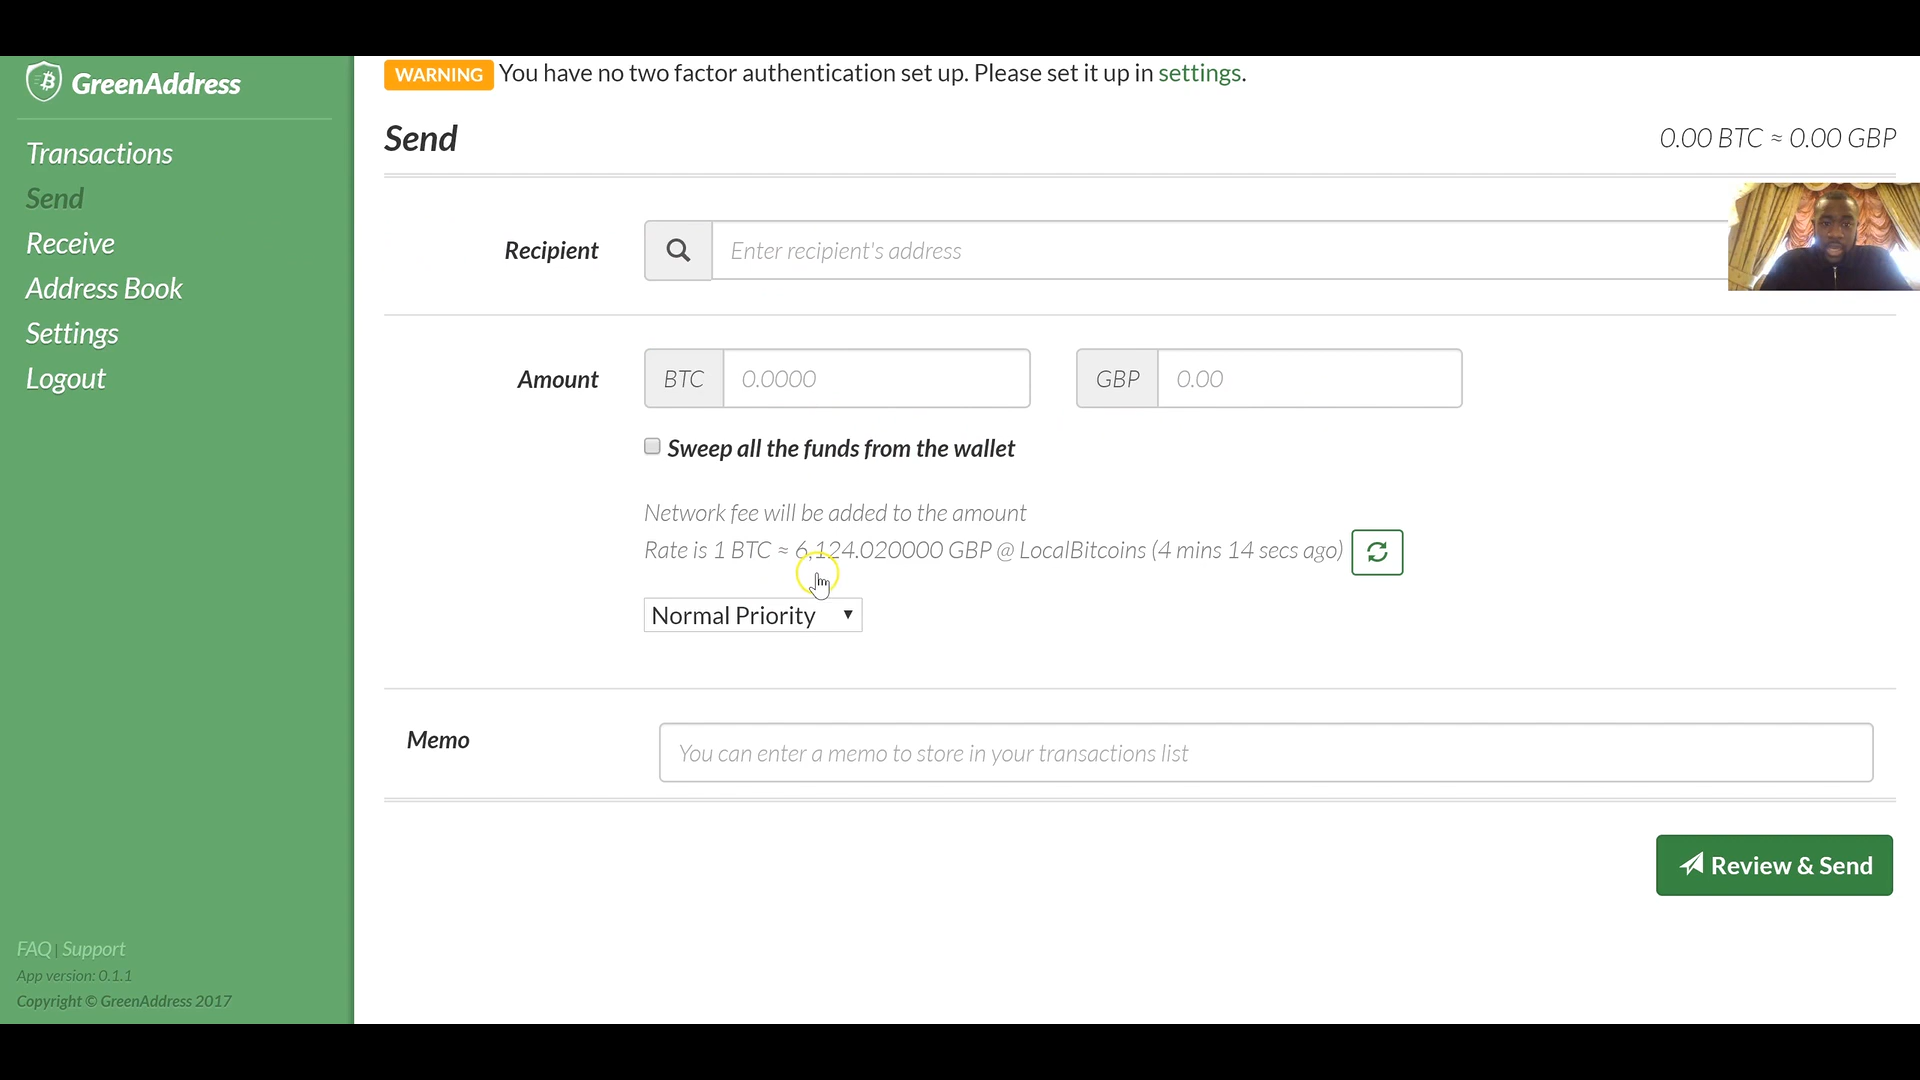 GreenAddress
Transactions
Send
Receive
Address Book
Settings
Logout
FAQ | Support
App version: 0.1.1
Copyright © GreenAddress 2017
WARNING You have no two factor authentication set up. Please set it up in settings.
Send
0.00 BTC ≈ 0.00 GBP
Recipient
Enter recipient's address
Amount
BTC 0.0000
GBP 0.00
Sweep all the funds from the wallet
Network fee will be added to the amount
Rate is 1 BTC ≈ 6,124.020000 GBP @ LocalBitcoins (4 mins 14 secs ago)
Normal Priority
Memo
You can enter a memo to store in your transactions list
Review & Send